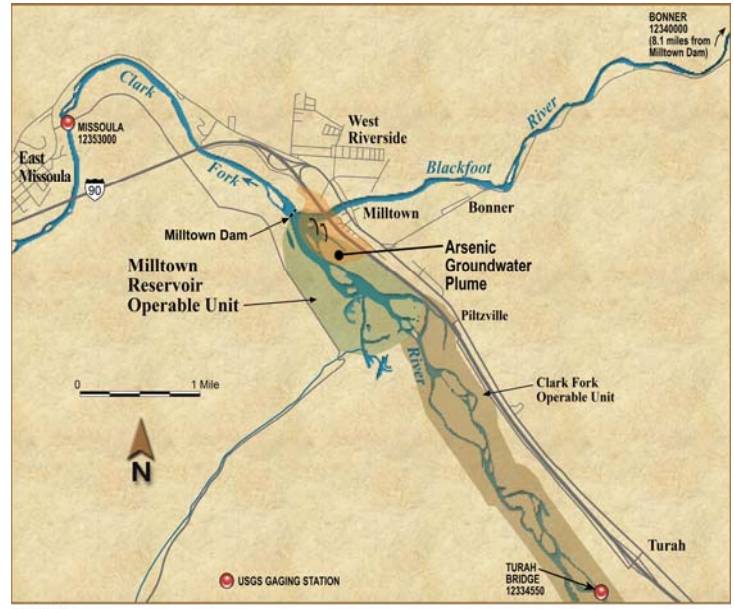 BONNER
12340000
(8.1 miles from
Milltown Dam)
Clark
MISSOULA
12353000
East
Missoula
90
Fork
West
Riverside
River
Blackfoot
Bonner
Milltown
Milltown Dam
Arsenic
Groundwater
Plume
Milltown
Reservoir
Operable Unit
Piltzville
River
Clark Fork
Operable Unit
0 1 Mile
N
Turah
TURAH
BRIDGE
12334550
USGS GAGING STATION